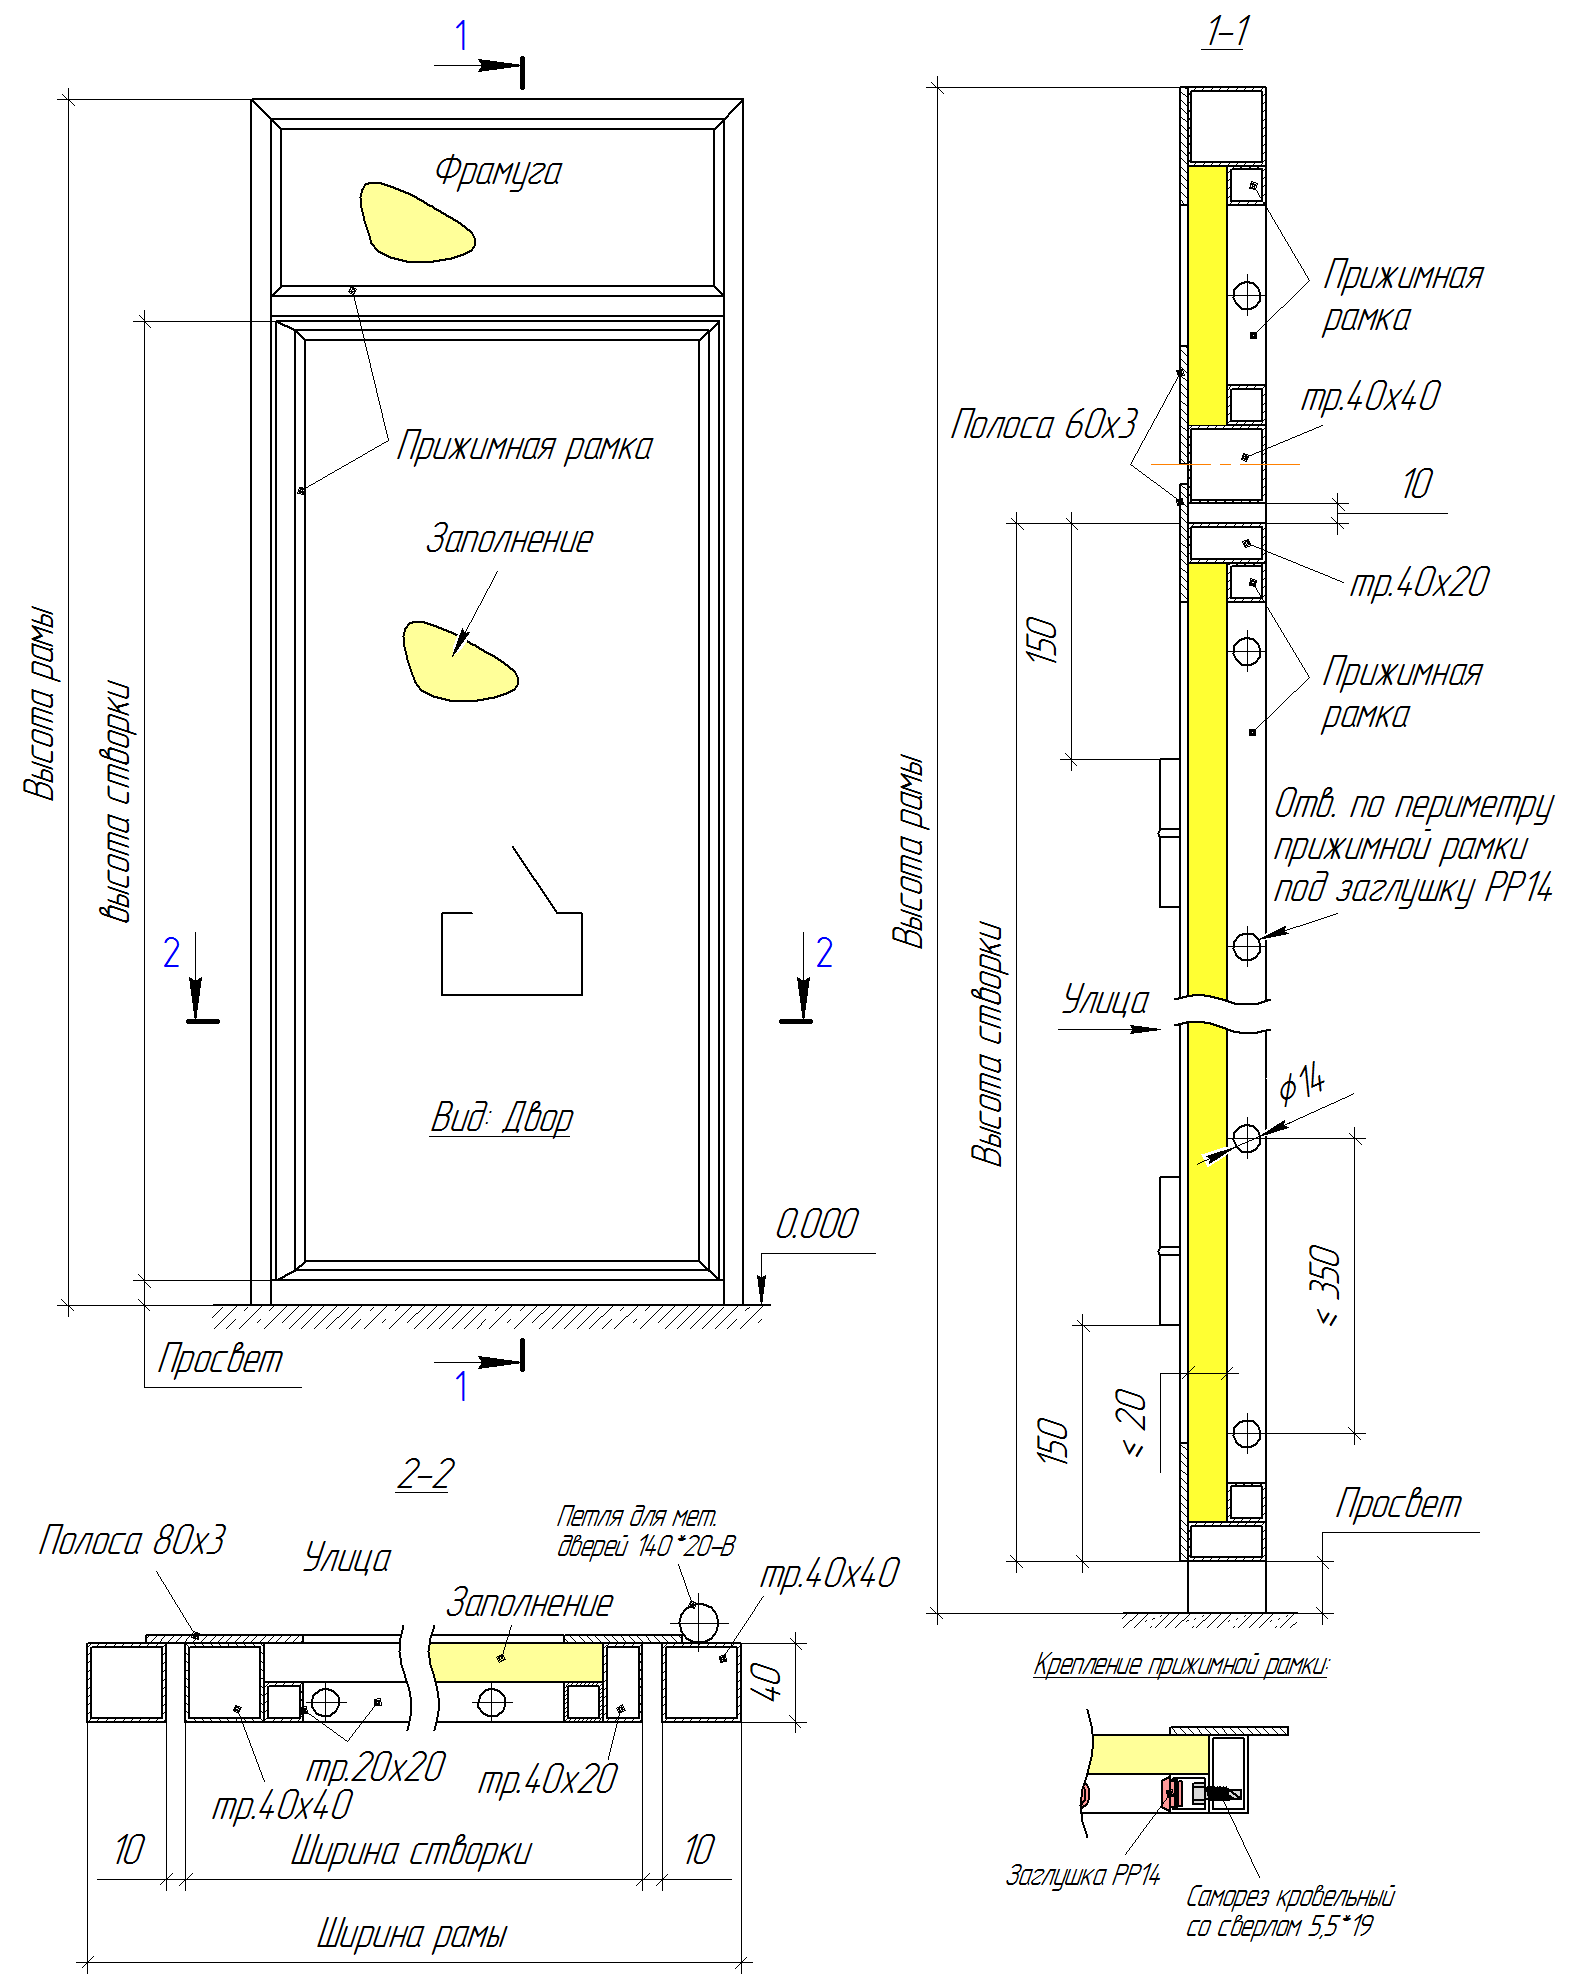 1
1-1
Фрамуга
Прижимная
рамка
тр.40х40
Полоса 60х3
Прижимная рамка
10
Заполнение
тр.40х20
150
Прижимная
рамка
Высота рамы
высота створки
Отв. по периметру
прижимной рамки
под заглушку РР14
Высота рамы
Высота створки
2
2
Улица
ϕ14
Вид: Двор
0.000
≤ 350
Просвет
1
≤ 20
150
2-2
Просвет
Полоса 80х3
Улица
Петля для мет.
дверей 140*20-В
тр.40х40
Заполнение
40
Крепление прижимной рамки:
тр.20х20
тр.40х20
тр.40х40
10
Ширина створки
10
Заглушка РР14
Саморез кровельный
со сверлом 5,5*19
Ширина рамы